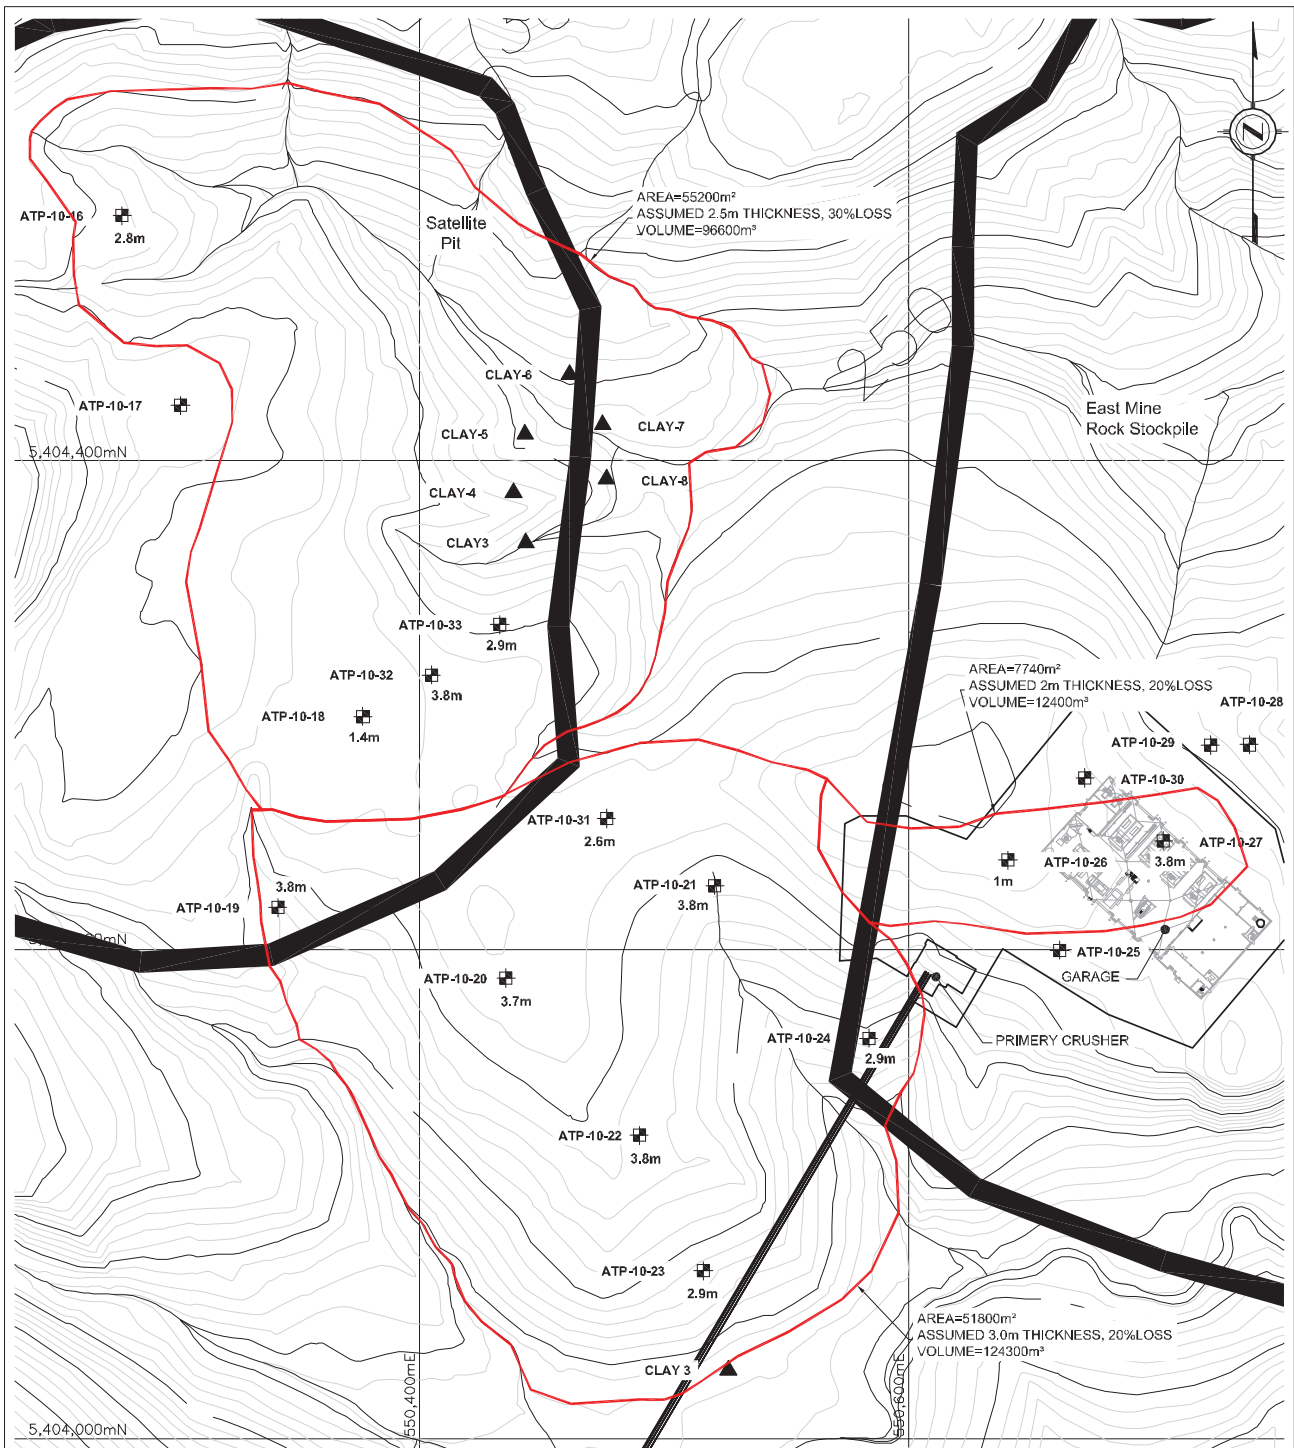 AREA=55200m²
ASSUMED 2.5m THICKNESS, 30%LOSS
VOLUME=96600m³
N
ATP-10-16
2.8m
Satellite
Pit
CLAY-6
ATP-10-17
CLAY-5
CLAY-7
East Mine
Rock Stockpile
5,404,400mN
CLAY-4
CLAY-8
CLAY3
ATP-10-33
2.9m
ATP-10-32
3.8m
ATP-10-18
1.4m
AREA=7740m²
ASSUMED 2m THICKNESS, 20%LOSS
VOLUME=12400m³
ATP-10-28
ATP-10-29
ATP-10-30
ATP-10-31
2.6m
ATP-10-27
3.8m
ATP-10-26
1m
3.8m
ATP-10-19
ATP-10-21
3.8m
ATP-10-25
ATP-10-20
3.7m
GARAGE
ATP-10-24
2.9m
PRIMERY CRUSHER
ATP-10-22
3.8m
ATP-10-23
2.9m
AREA=51800m²
ASSUMED 3.0m THICKNESS, 20%LOSS
VOLUME=124300m³
CLAY 3
550,400mE
550,600mE
5,404,000mN